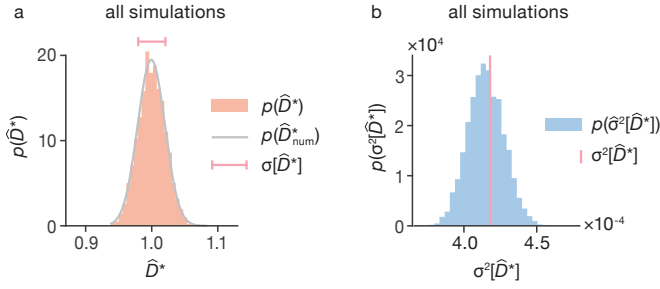 a
all simulations
p(D̂*)
20
10
0
0.9
1.0
1.1
D̂*
p(D̂*)
p(D̂*num)
σ[D̂*]
b
all simulations
×10⁴
p(σ²[D̂*])
3
2
1
0
4.0
4.5
×10⁻⁴
σ²[D̂*]
p(σ̂²[D̂*])
σ²[D̂*]